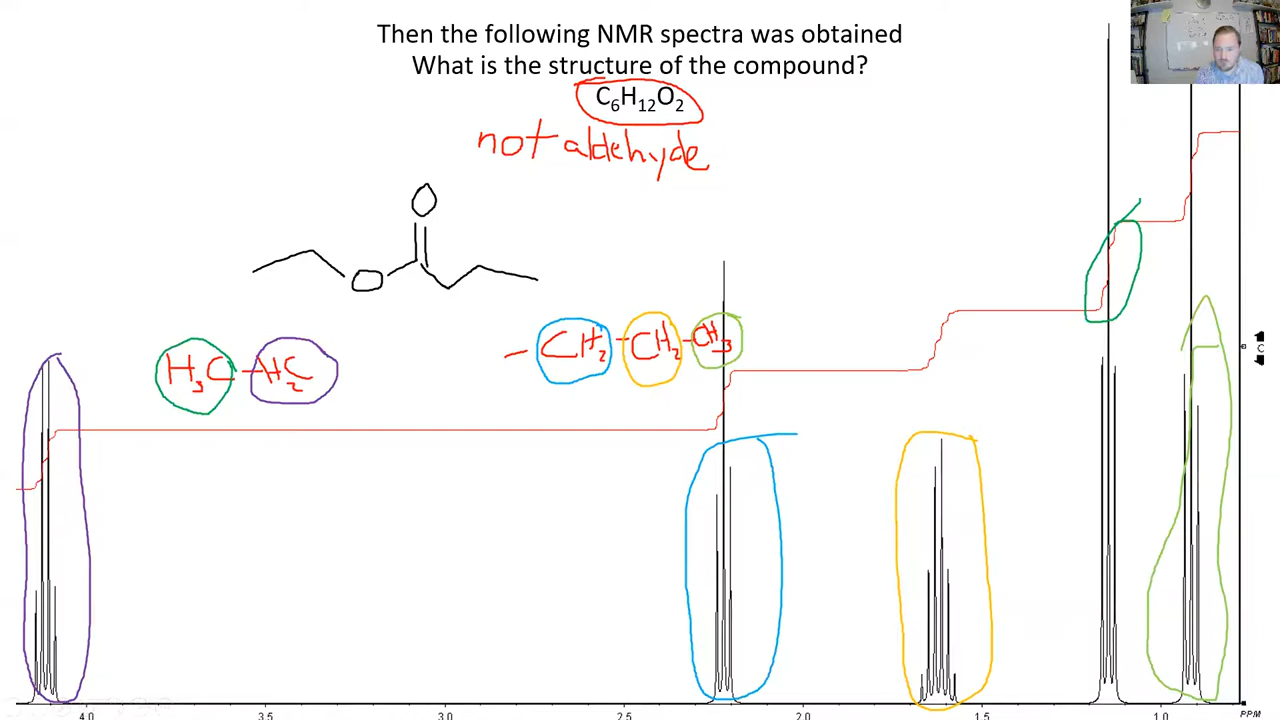 Then the following NMR spectra was obtained
What is the structure of the compound?
C₆H₁₂O₂
not aldehyde
O
O
H₃C-H₂C
-CH₂-CH₂-CH₃
4.0 3.5 3.0 2.5 2.0 1.5 1.0 PPM